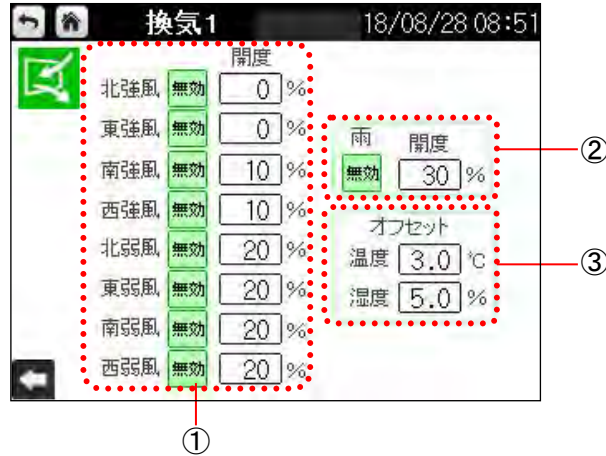 換気1 18/08/28 08:51
開度
北強風 無効 0 %
東強風 無効 0 %
南強風 無効 10 %
西強風 無効 10 %
北弱風 無効 20 %
東弱風 無効 20 %
南弱風 無効 20 %
西弱風 無効 20 %
①
雨 開度
無効 30 %
②
オフセット
温度 3.0 ℃
湿度 5.0 %
③